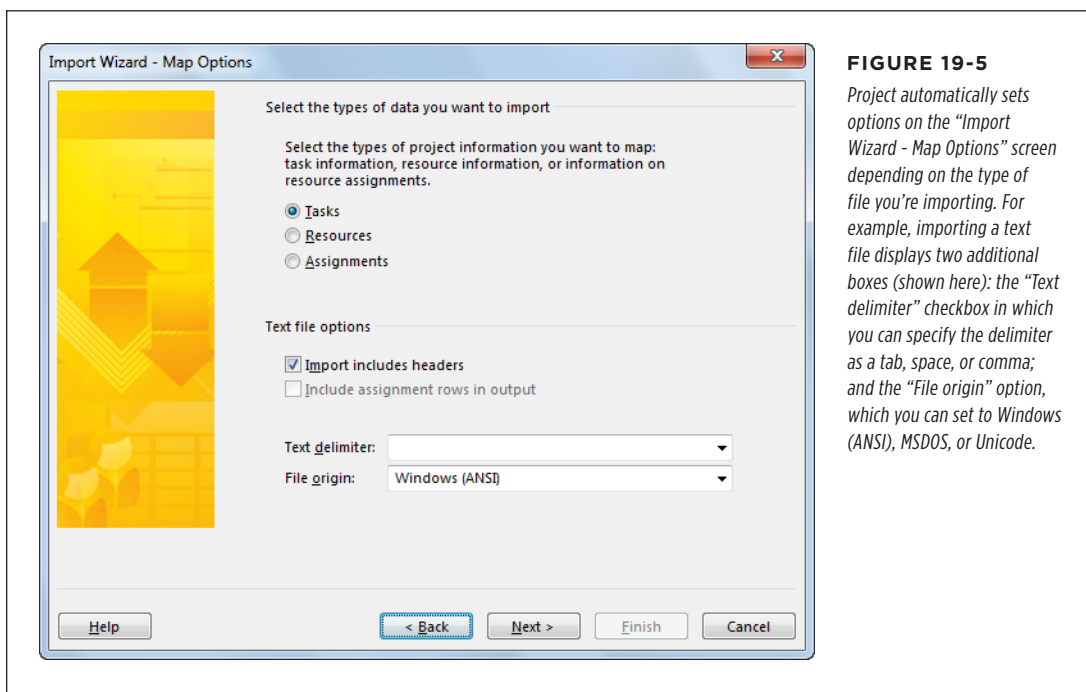 Import Wizard - Map Options
Select the types of data you want to import
Select the types of project information you want to map:
task information, resource information, or information on
resource assignments.
Tasks
Resources
Assignments
Text file options
Import includes headers
Include assignment rows in output
Text delimiter:
File origin: Windows (ANSI)
Help
< Back
Next >
Finish
Cancel
FIGURE 19-5
Project automatically sets
options on the “Import
Wizard - Map Options” screen
depending on the type of
file you’re importing. For
example, importing a text
file displays two additional
boxes (shown here): the “Text
delimiter” checkbox in which
you can specify the delimiter
as a tab, space, or comma;
and the “File origin” option,
which you can set to Windows
(ANSI), MSDOS, or Unicode.